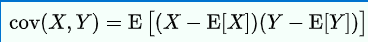 cov(X, Y) = E [(X − E[X])(Y − E[Y])]